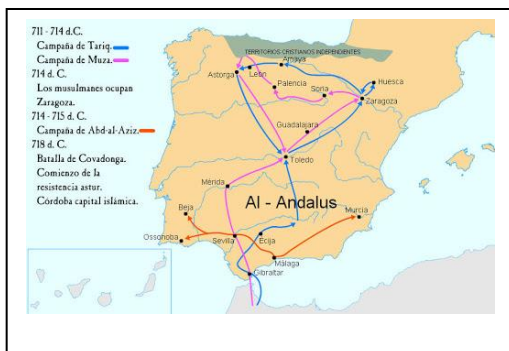 711 - 714 d.C.
Campaña de Tariq.
Campaña de Muza.
714 d. C.
Los musulmanes ocupan
Zaragoza.
714 - 715 d.C.
Campaña de Abd-al-Aziz.
718 d. C.
Batalla de Covadonga.
Comienzo de la
resistencia astur.
Córdoba capital islámica.
TERRITORIOS CRISTIANOS INDEPENDIENTES
Amaya
León
Astorga
Palencia
Huesca
Soria
Zaragoza
Guadalajara
Toledo
Mérida
Al - Andalus
Beja
Murcia
Ossonoba
Sevilla
Ecija
Málaga
Gibraltar